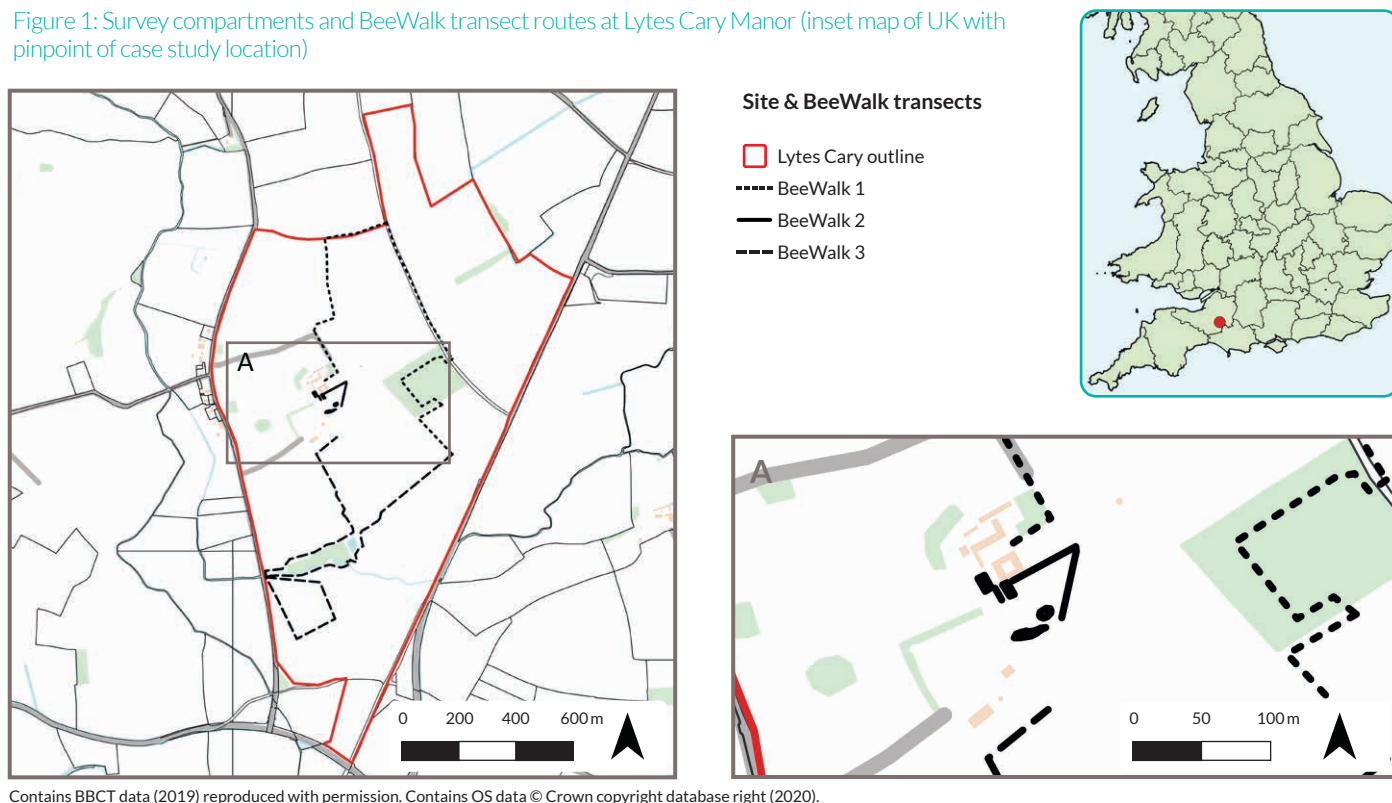 Figure 1: Survey compartments and BeeWalk transect routes at Lytes Cary Manor (inset map of UK with
pinpoint of case study location)
Site & BeeWalk transects
Lytes Cary outline
BeeWalk 1
BeeWalk 2
BeeWalk 3
A
0 200 400 600 m
A
0 50 100 m
Contains BBCT data (2019) reproduced with permission. Contains OS data © Crown copyright database right (2020).